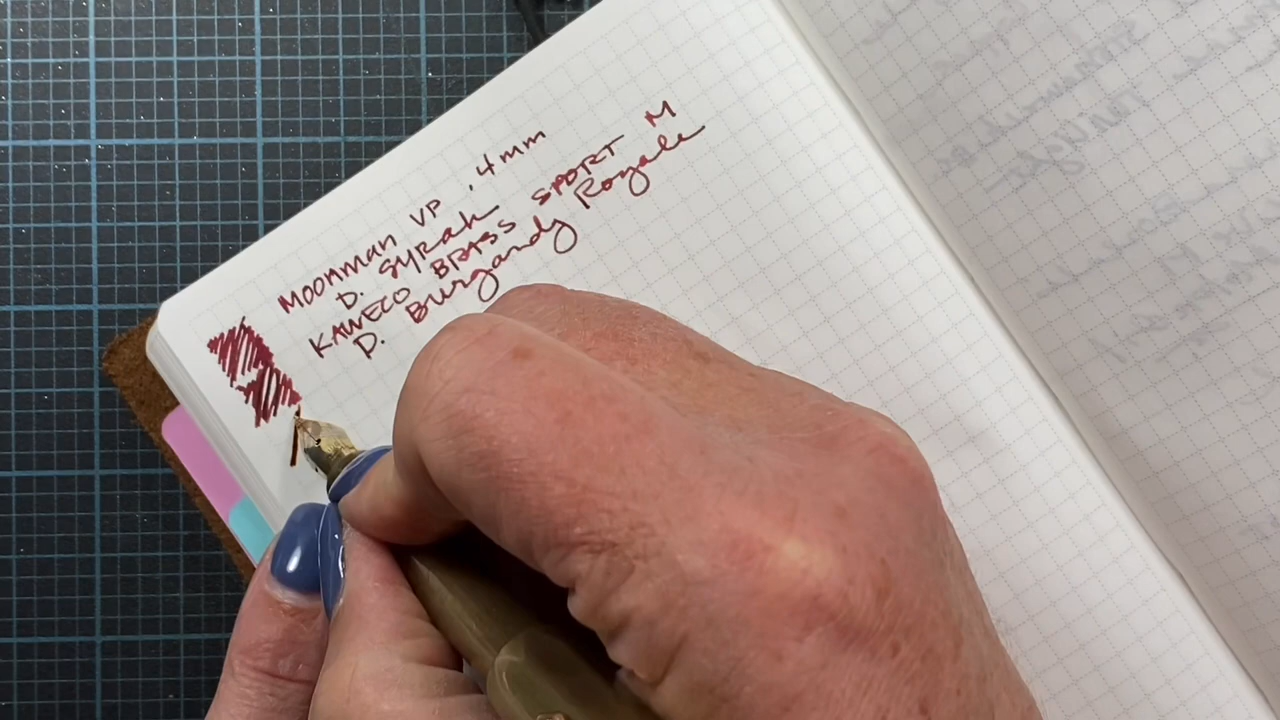 MOONMAN VP .4mm
D. SYRAH
KAWECO BRASS SPORT M
D. Burgandy Royale